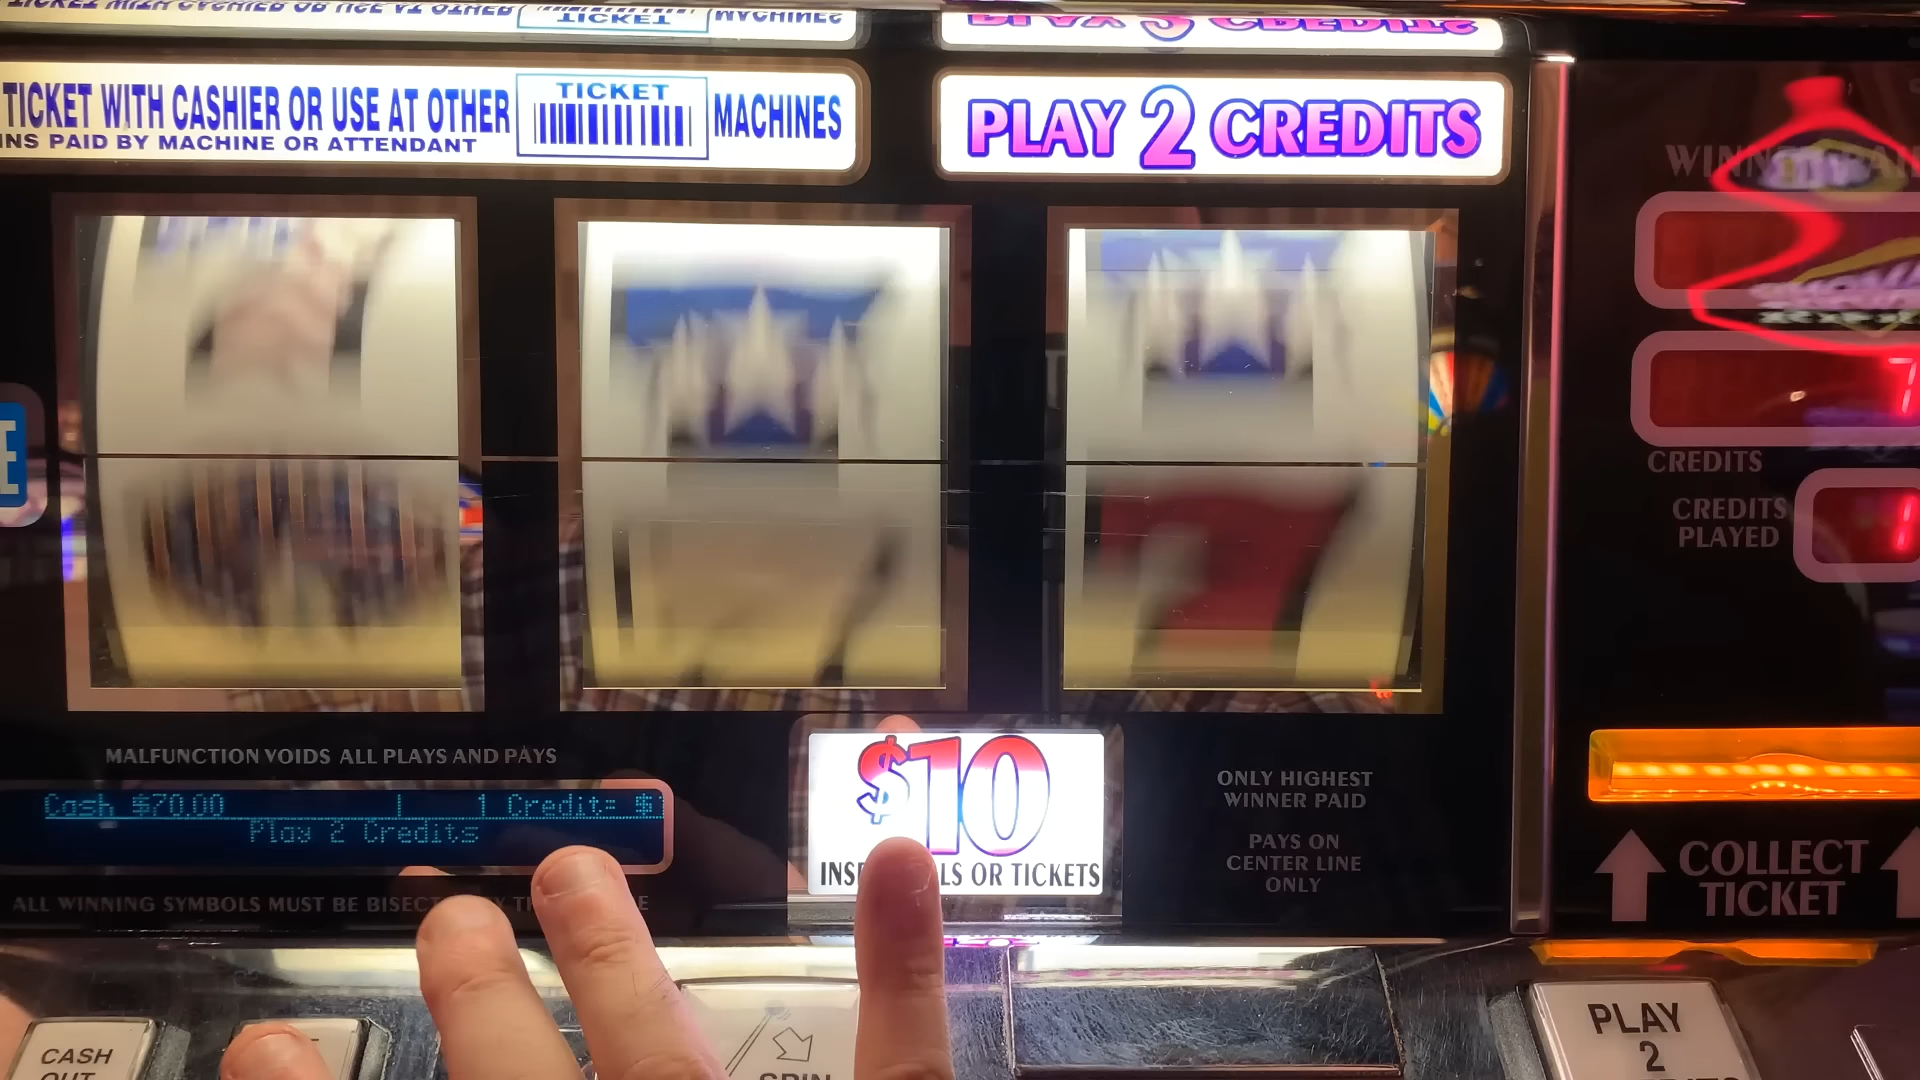 TICKET WITH CASHIER OR USE AT OTHER
TICKET
MACHINES
INS PAID BY MACHINE OR ATTENDANT
PLAY 2 CREDITS
7
CREDITS
CREDITS
PLAYED
1
MALFUNCTION VOIDS ALL PLAYS AND PAYS
Cash $70.00 | 1 Credit= $
Play 2 Credits
$10
TICKETS OR
ONLY HIGHEST
WINNER PAID
PAYS ON
CENTER LINE
ONLY
COLLECT
TICKET
ALL WINNING SYMBOLS MUST BE
CASH
OUT
SPIN
PLAY
2